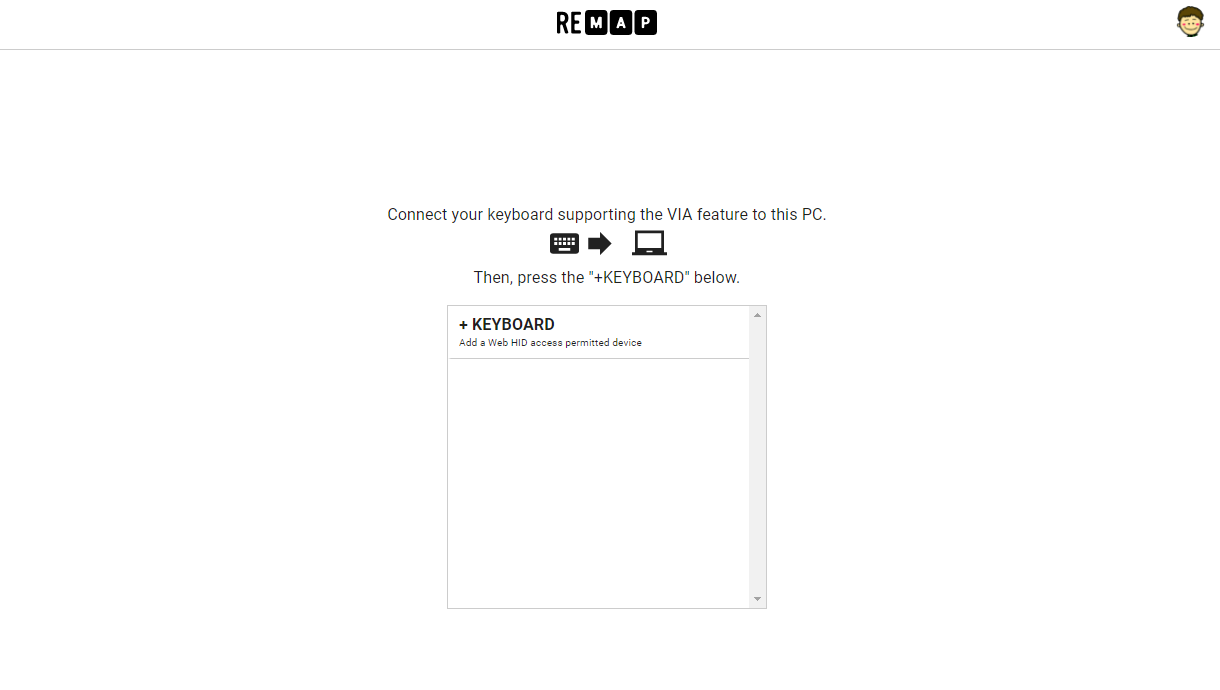 REMAP
Connect your keyboard supporting the VIA feature to this PC.
Then, press the "+KEYBOARD" below.
+ KEYBOARD
Add a Web HID access permitted device